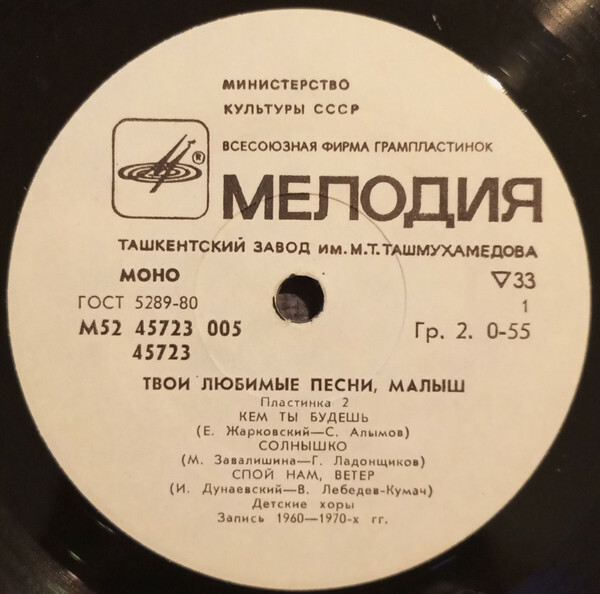 МИНИСТЕРСТВО
КУЛЬТУРЫ СССР
ВСЕСОЮЗНАЯ ФИРМА ГРАМПЛАСТИНОК
®
МЕЛОДИЯ
ТАШКЕНТСКИЙ ЗАВОД ИМ. М.Т. ТАШМУХАМЕДОВА
МОНО ▽33
ГОСТ 5289-80 1
М52 45723 005 Гр. 2. 0-55
45723
ТВОИ ЛЮБИМЫЕ ПЕСНИ, МАЛЫШ
Пластинка 2
КЕМ ТЫ БУДЕШЬ
(Е. Жарковский—С. Алымов)
СОЛНЫШКО
(М. Завалишина—Г. Ладонщиков)
СПОЙ НАМ, ВЕТЕР
(И. Дунаевский—В. Лебедев-Кумач)
Детские хоры
Запись 1960—1970-х гг.